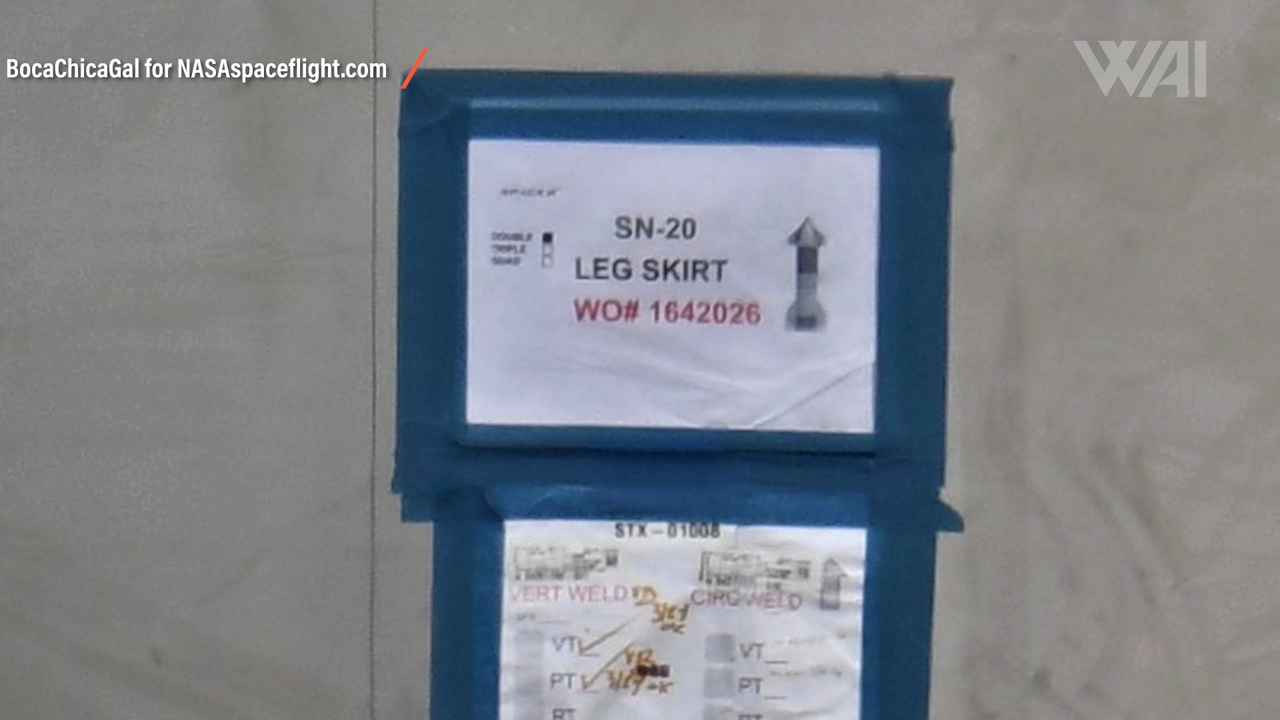 BocaChicaGal for NASAspaceflight.com
WAI
SPACEX
DOUBLE
TRIPLE
QUAD
SN-20
LEG SKIRT
WO# 1642026
STX-01008
VERT WELD
CIRC WELD
VT
VT
PT
PT